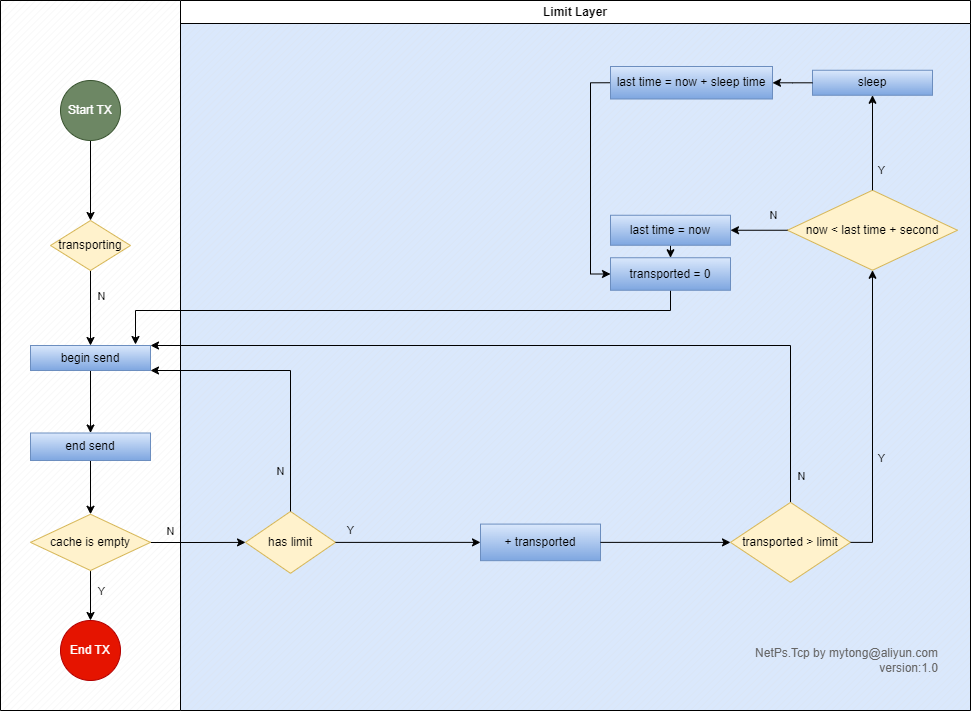 Limit Layer
Start TX
last time = now + sleep time
sleep
Y
transporting
N
last time = now
N
now < last time + second
transported = 0
begin send
end send
N
N
Y
cache is empty
N
has limit
Y
+ transported
transported > limit
Y
End TX
NetPs.Tcp by mytong@aliyun.com
version:1.0